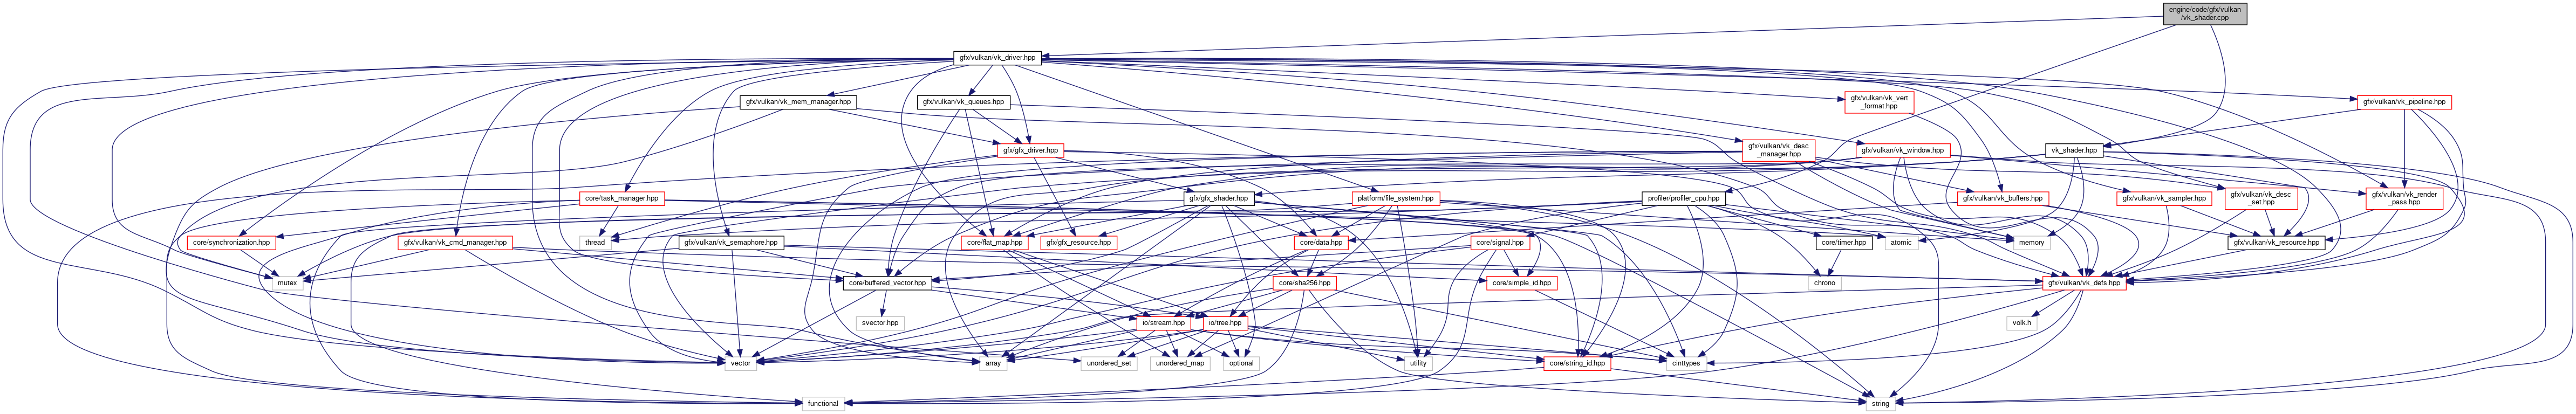 engine/code/gfx/vulkan
/vk_shader.cpp
gfx/vulkan/vk_driver.hpp
gfx/vulkan/vk_mem_manager.hpp
gfx/vulkan/vk_queues.hpp
gfx/vulkan/vk_vert
_format.hpp
gfx/vulkan/vk_pipeline.hpp
gfx/gfx_driver.hpp
gfx/vulkan/vk_desc
_manager.hpp
gfx/vulkan/vk_window.hpp
vk_shader.hpp
core/task_manager.hpp
gfx/gfx_shader.hpp
platform/file_system.hpp
profiler/profiler_cpu.hpp
gfx/vulkan/vk_buffers.hpp
gfx/vulkan/vk_sampler.hpp
gfx/vulkan/vk_desc
_set.hpp
gfx/vulkan/vk_render
_pass.hpp
core/synchronization.hpp
gfx/vulkan/vk_cmd_manager.hpp
gfx/vulkan/vk_semaphore.hpp
thread
core/flat_map.hpp
gfx/gfx_resource.hpp
core/data.hpp
core/signal.hpp
core/timer.hpp
atomic
memory
gfx/vulkan/vk_resource.hpp
mutex
core/buffered_vector.hpp
core/sha256.hpp
core/simple_id.hpp
chrono
gfx/vulkan/vk_defs.hpp
svector.hpp
io/stream.hpp
io/tree.hpp
volk.h
vector
array
unordered_set
unordered_map
optional
utility
core/string_id.hpp
cinttypes
functional
string